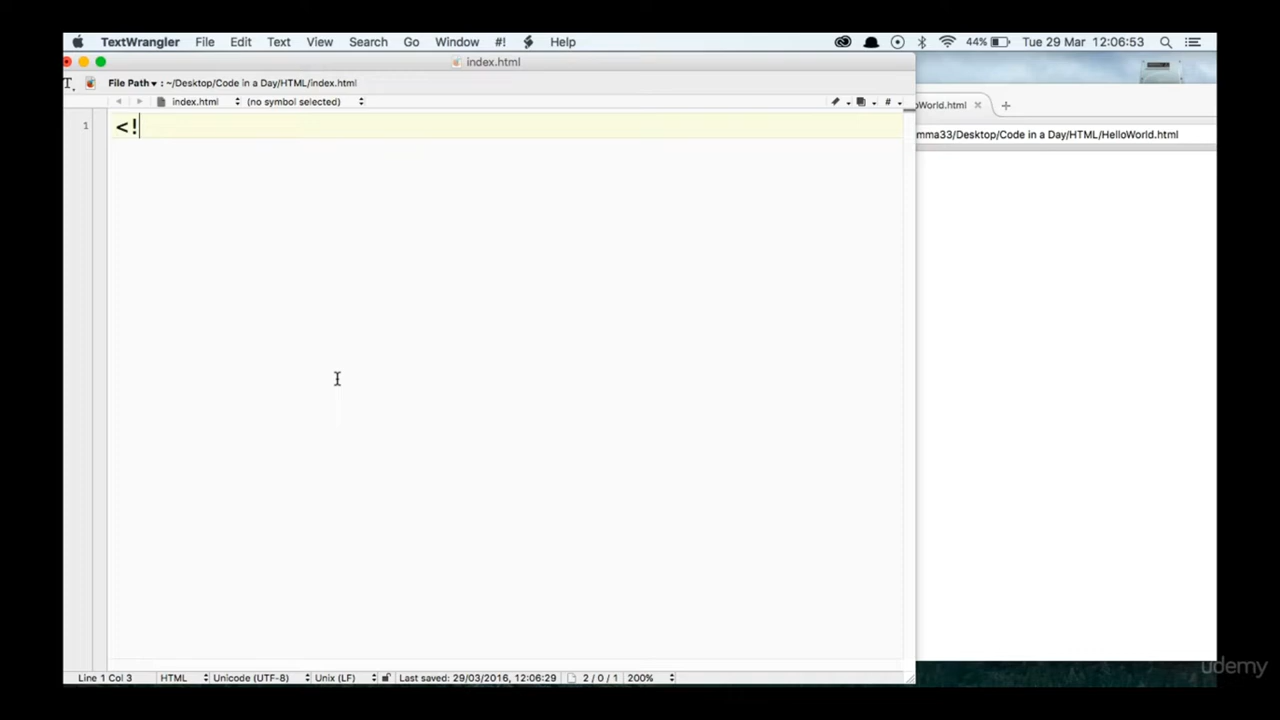 TextWrangler File Edit Text View Search Go Window #! Help 44% Tue 29 Mar 12:06:53
index.html
File Path ▾ : ~/Desktop/Code in a Day/HTML/index.html
index.html (no symbol selected) #
oWorld.html
mma33/Desktop/Code in a Day/HTML/HelloWorld.html
1 <!
Line 1 Col 3 HTML Unicode (UTF-8) Unix (LF) Last saved: 29/03/2016, 12:06:29 2 / 0 / 1 200%
udemy